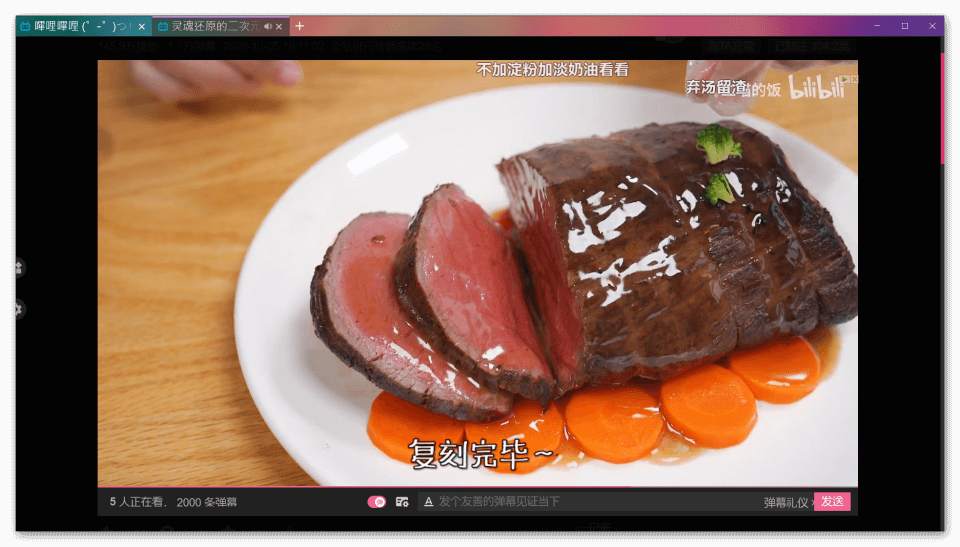 哔哩哔哩 (゜-゜)つ
灵魂还原的二次元
不加淀粉加淡奶油看看
弃汤留渣
的饭 bilibili
复刻完毕~
5 人正在看, 2000 条弹幕
A 发个友善的弹幕见证当下
弹幕礼仪 ›
发送